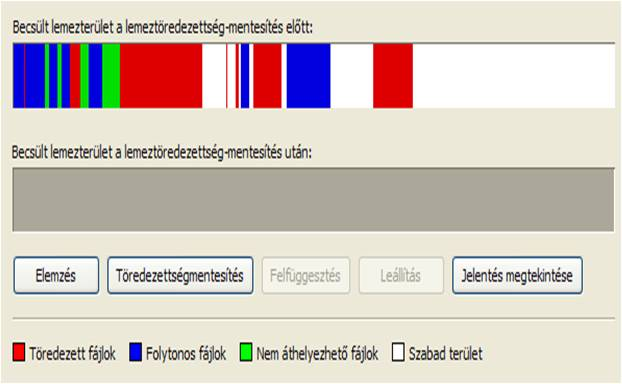 Becsült lemezterület a lemeztöredezettség-mentesítés előtt:
Becsült lemezterület a lemeztöredezettség-mentesítés után:
Elemzés Töredezettségmentesítés Felfüggesztés Leállítás Jelentés megtekintése
Töredezett fájlok Folytonos fájlok Nem áthelyezhető fájlok Szabad terület